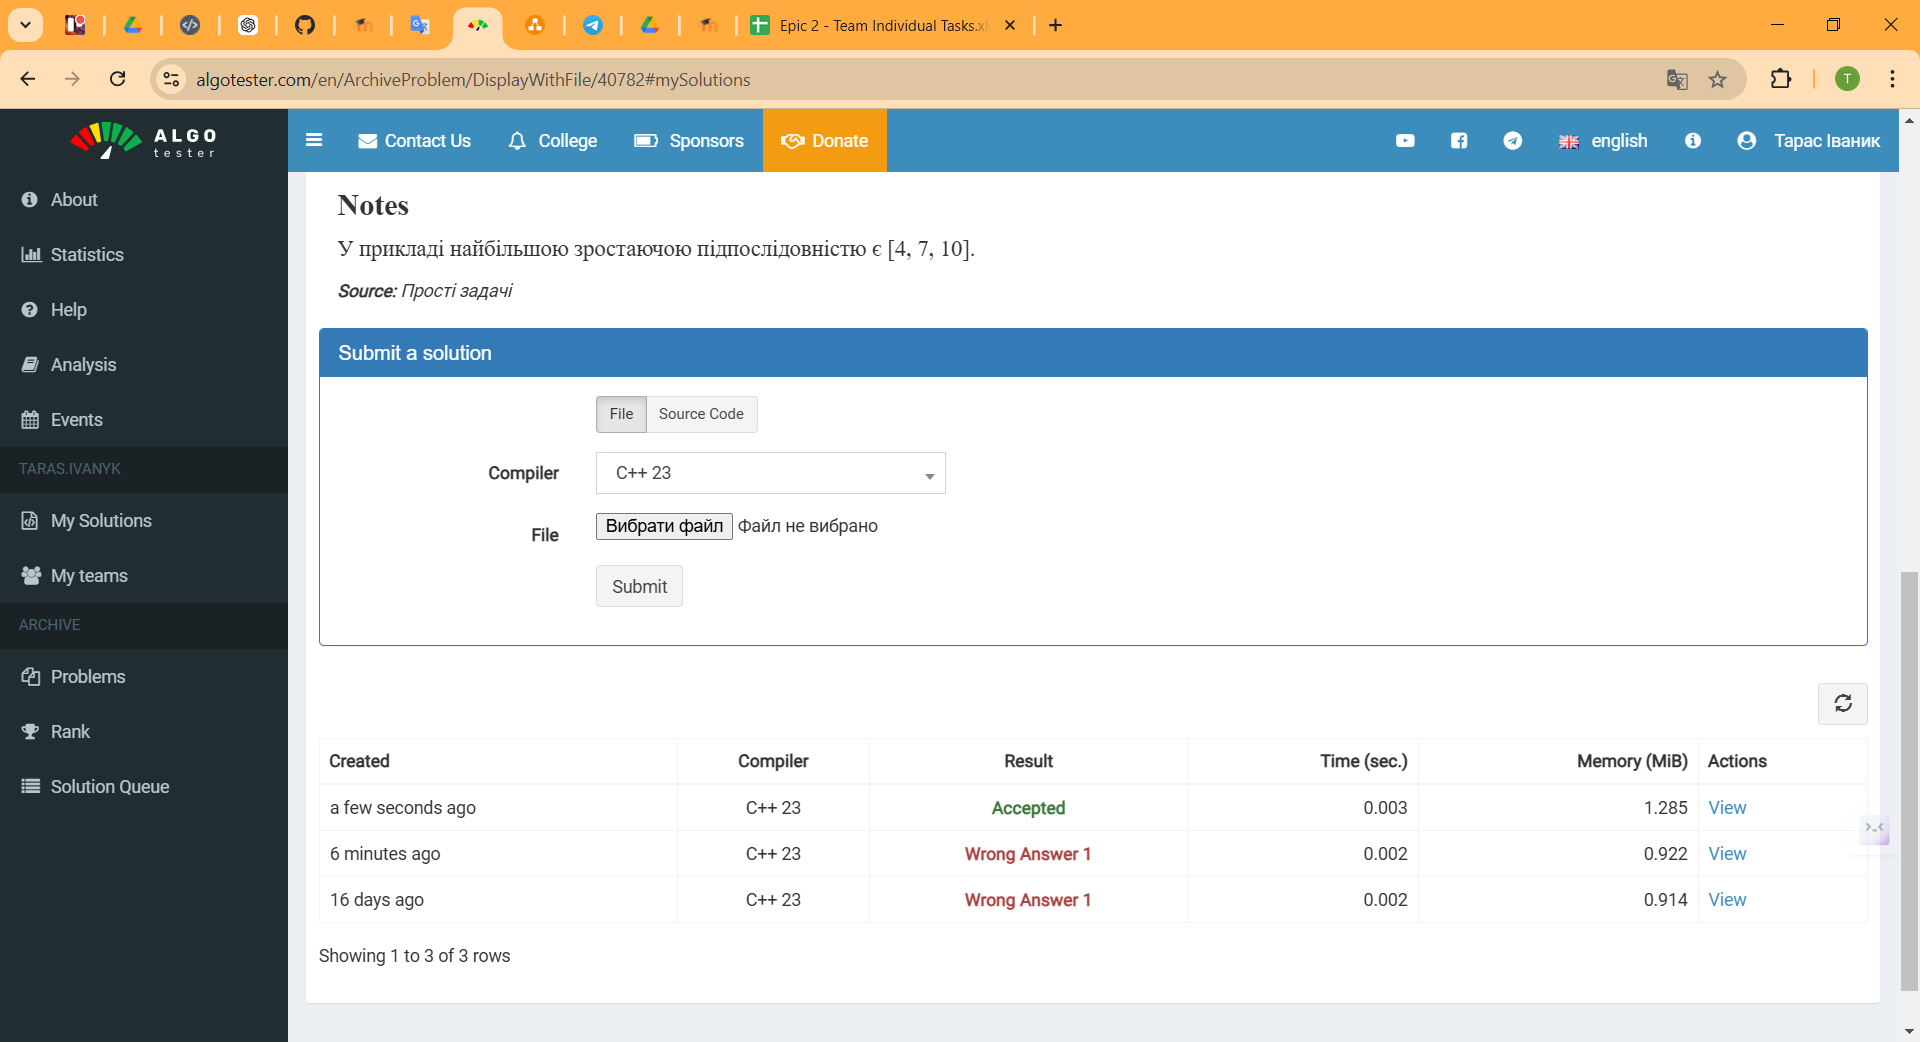 Epic 2 - Team Individual Tasks.xl
algotester.com/en/ArchiveProblem/DisplayWithFile/40782#mySolutions
T
ALGO
tester
Contact Us
College
Sponsors
Donate
english
Тарас Іваник
About
Statistics
Help
Analysis
Events
TARAS.IVANYK
My Solutions
My teams
ARCHIVE
Problems
Rank
Solution Queue
Notes
У прикладі найбільшою зростаючою підпослідовністю є [4, 7, 10].
Source: Прості задачі
Submit a solution
File Source Code
Compiler C++ 23
File Вибрати файл Файл не вибрано
Submit
Created Compiler Result Time (sec.) Memory (MiB) Actions
a few seconds ago C++ 23 Accepted 0.003 1.285 View
6 minutes ago C++ 23 Wrong Answer 1 0.002 0.922 View
16 days ago C++ 23 Wrong Answer 1 0.002 0.914 View
Showing 1 to 3 of 3 rows